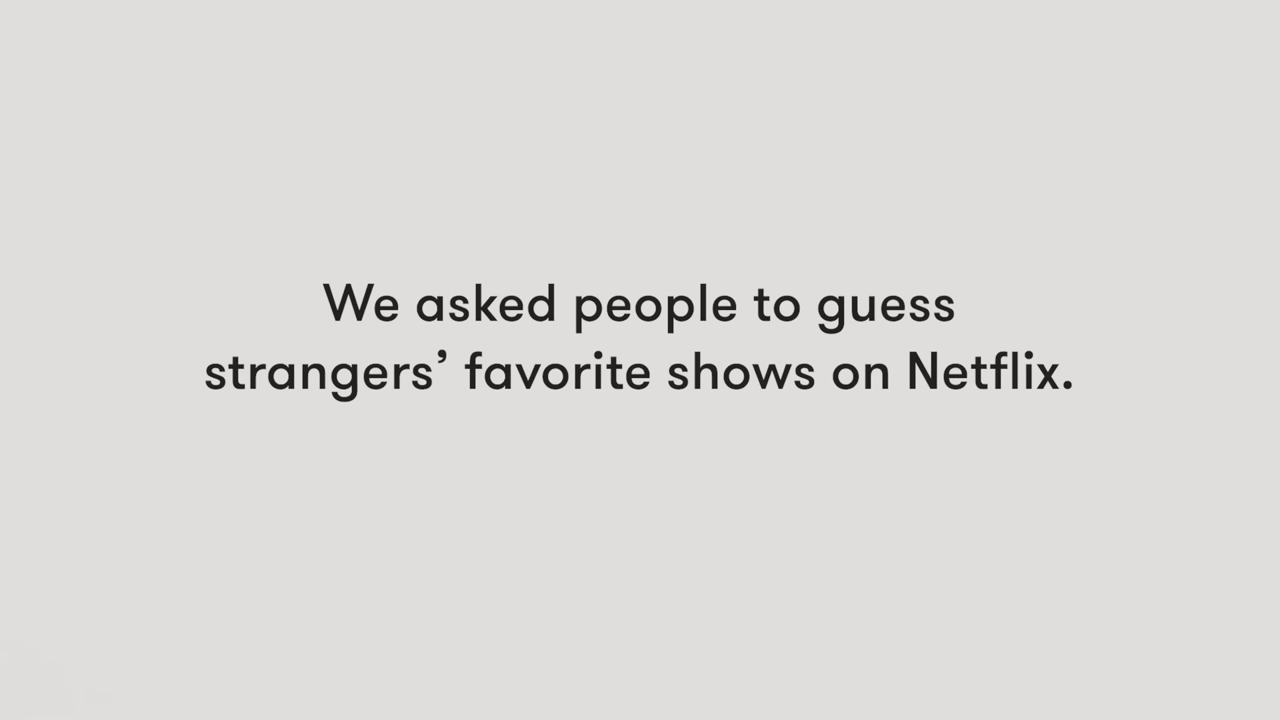 We asked people to guess
strangers’ favorite shows on Netflix.